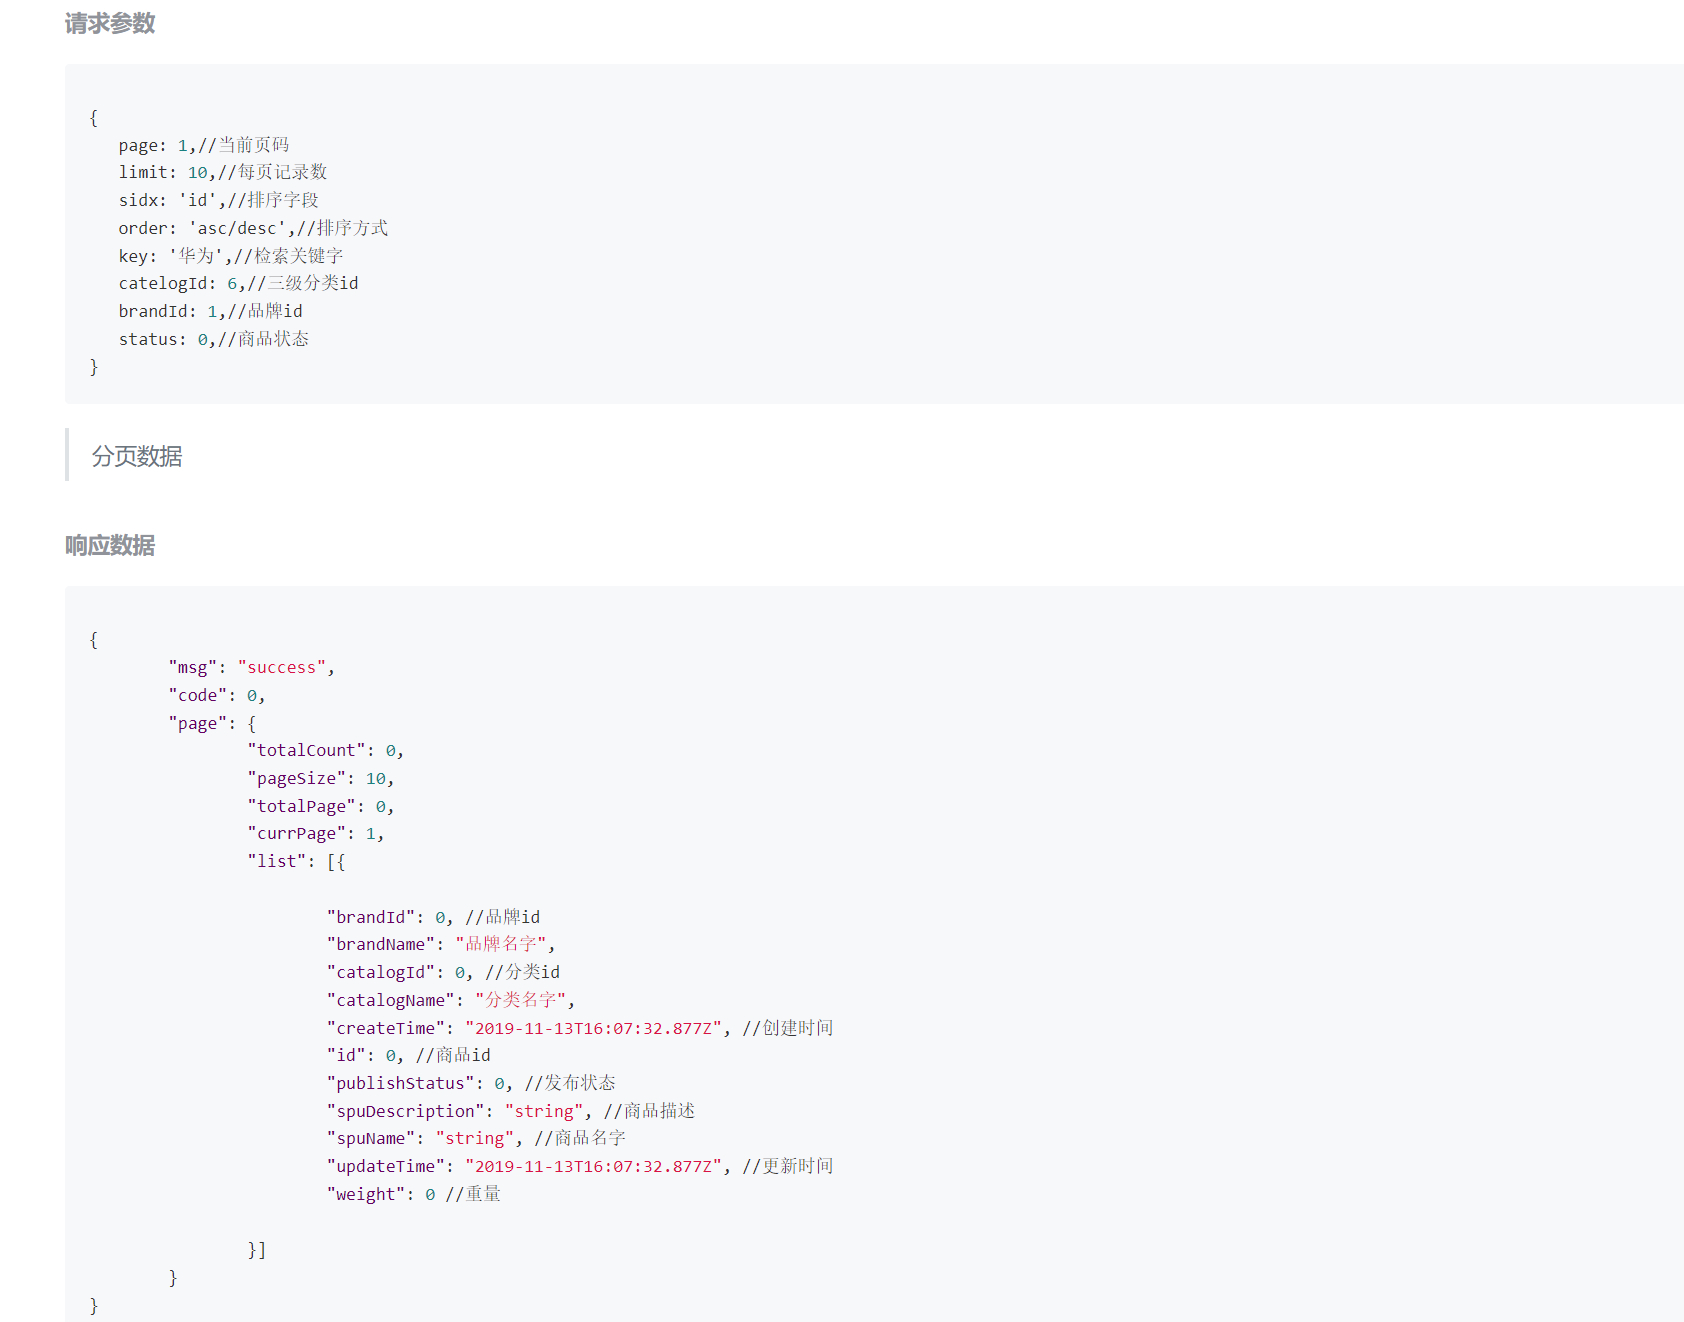 请求参数
{
page: 1,//当前页码
limit: 10,//每页记录数
sidx: 'id',//排序字段
order: 'asc/desc',//排序方式
key: '华为',//检索关键字
catelogId: 6,//三级分类id
brandId: 1,//品牌id
status: 0,//商品状态
}
分页数据
响应数据
{
"msg": "success",
"code": 0,
"page": {
"totalCount": 0,
"pageSize": 10,
"totalPage": 0,
"currPage": 1,
"list": [{
"brandId": 0, //品牌id
"brandName": "品牌名字",
"catalogId": 0, //分类id
"catalogName": "分类名字",
"createTime": "2019-11-13T16:07:32.877Z", //创建时间
"id": 0, //商品id
"publishStatus": 0, //发布状态
"spuDescription": "string", //商品描述
"spuName": "string", //商品名字
"updateTime": "2019-11-13T16:07:32.877Z", //更新时间
"weight": 0 //重量
}]
}
}